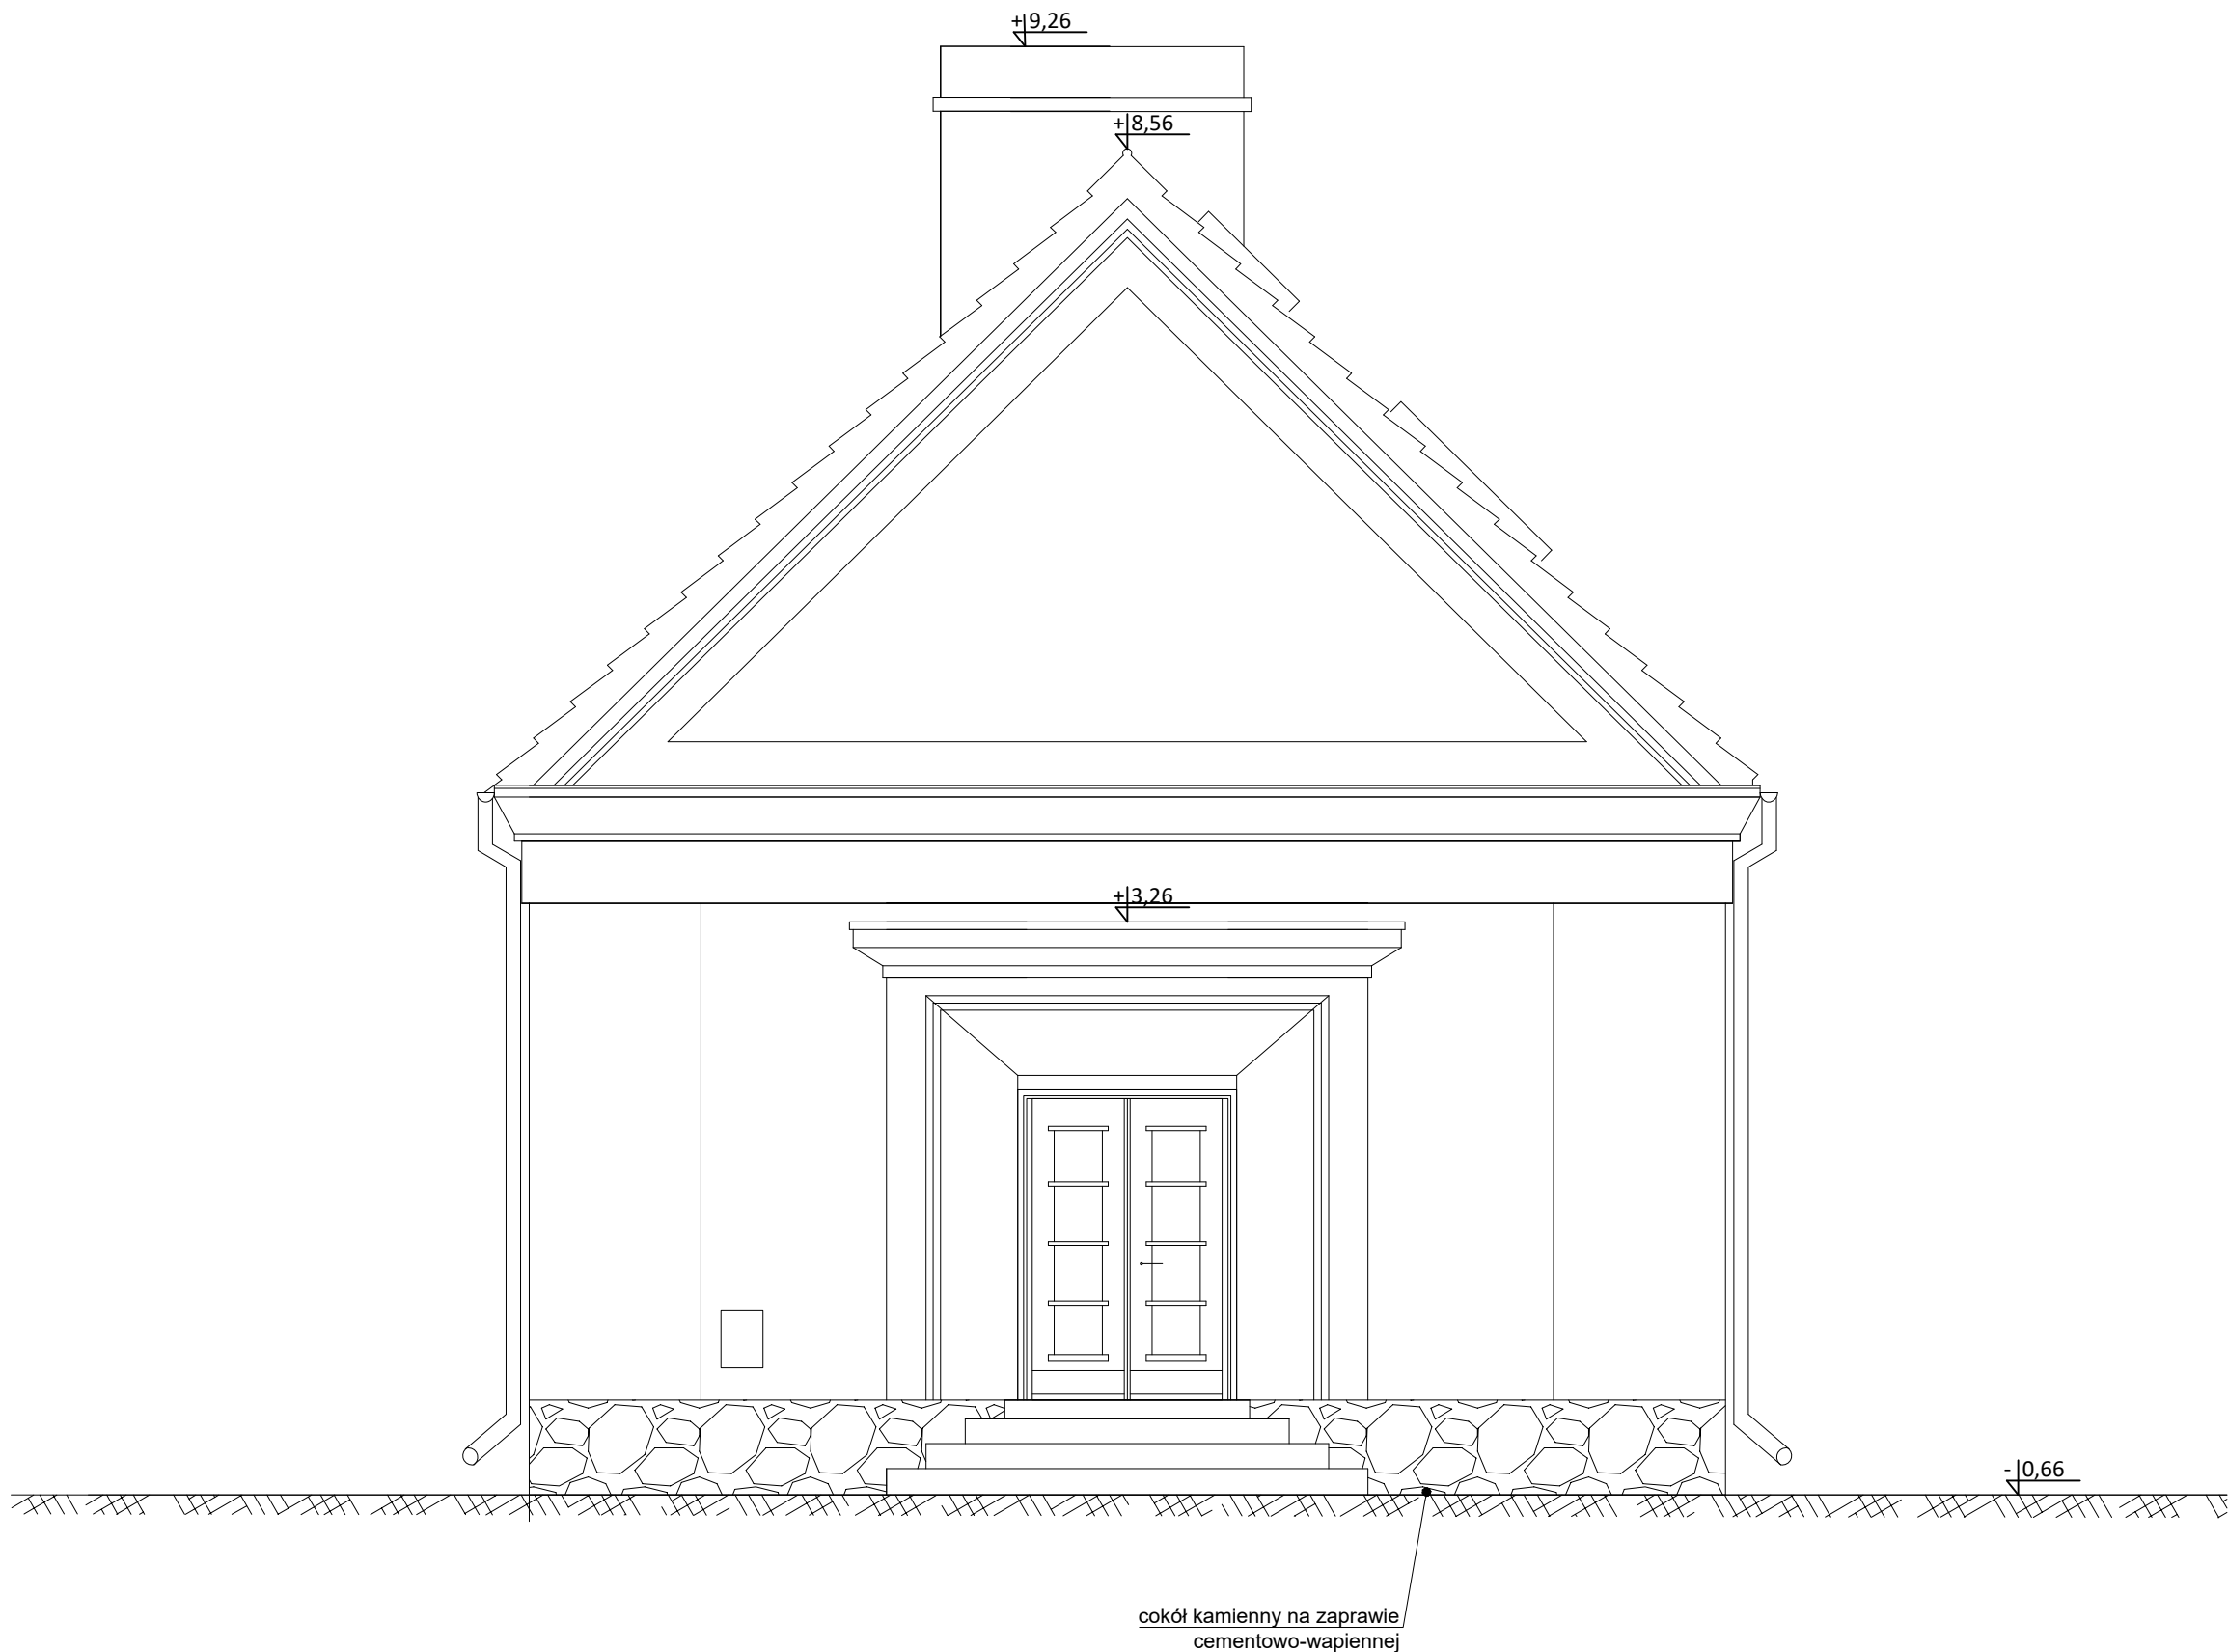 +9,26
+8,56
+3,26
-0,66
cokół kamienny na zaprawie
cementowo-wapiennej